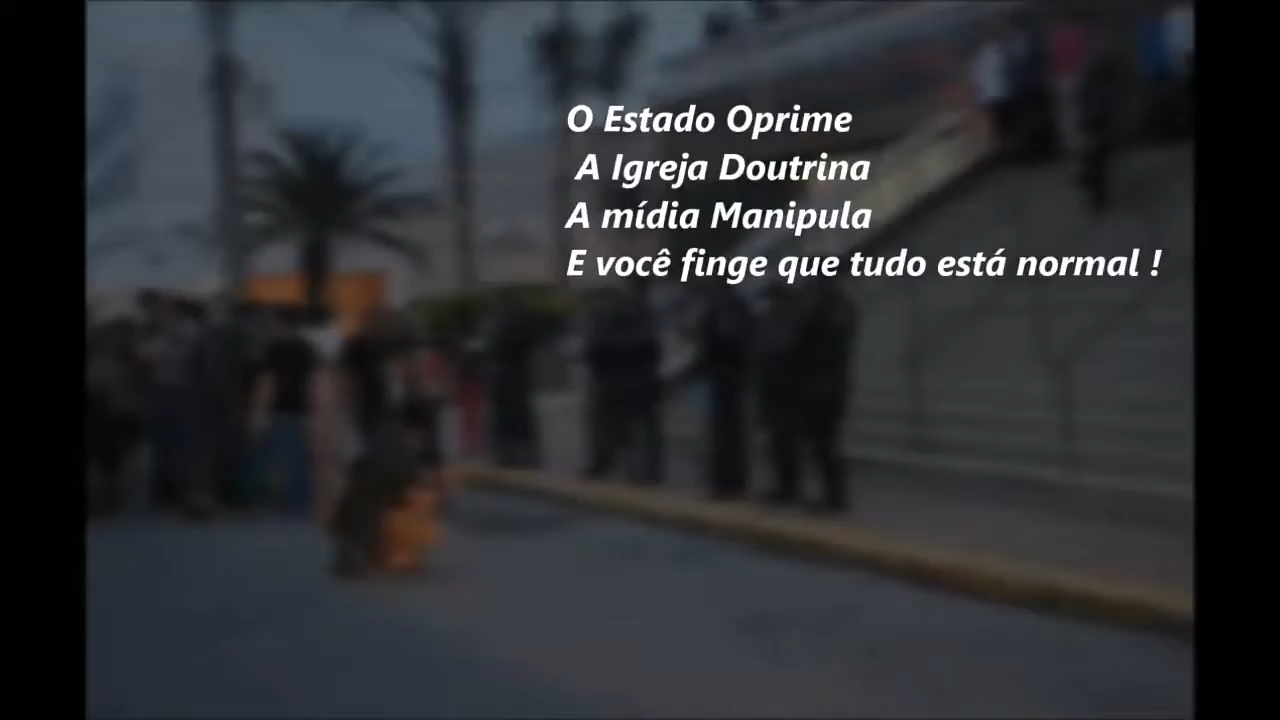 O Estado Oprime
A Igreja Doutrina
A mídia Manipula
E você finge que tudo está normal !